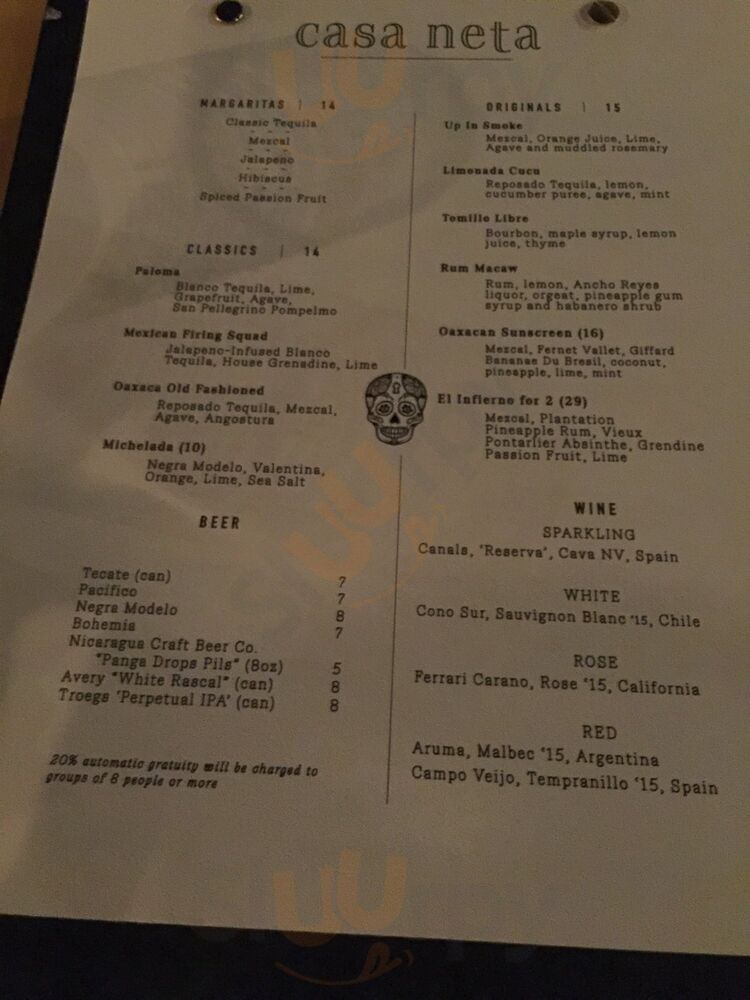 casa neta
MARGARITAS | 14
Classic Tequila
Mezcal
Jalapeno
Hibiscus
Spiced Passion Fruit
CLASSICS | 14
Paloma
Blanco Tequila, Lime,
Grapefruit, Agave,
San Pellegrino Pompelmo
Mexican Firing Squad
Jalapeno-Infused Blanco
Tequila, House Grenadine, Lime
Oaxaca Old Fashioned
Reposado Tequila, Mezcal,
Agave, Angostura
Michelada (10)
Negra Modelo, Valentina,
Orange, Lime, Sea Salt
BEER
Tecate (can) 7
Pacifico 7
Negra Modelo 8
Bohemia 7
Nicaragua Craft Beer Co.
"Panga Drops Pils" (8oz) 5
Avery "White Rascal" (can) 8
Troegs 'Perpetual IPA' (can) 8
20% automatic gratuity will be charged to
groups of 8 people or more
ORIGINALS | 15
Up In Smoke
Mezcal, Orange Juice, Lime,
Agave and muddled rosemary
Limonada Cucu
Reposado Tequila, lemon,
cucumber puree, agave, mint
Tomillo Libre
Bourbon, maple syrup, lemon
juice, thyme
Rum Macaw
Rum, lemon, Ancho Reyes
liquor, orgeat, pineapple gum
syrup and habanero shrub
Oaxacan Sunscreen (16)
Mezcal, Fernet Vallet, Giffard
Bananae Du Bresil, coconut,
pineapple, lime, mint
El Infierno for 2 (29)
Mezcal, Plantation
Pineapple Rum, Vieux
Pontarlier Absinthe, Grendine
Passion Fruit, Lime
WINE
SPARKLING
Canals, 'Reserva', Cava NV, Spain
WHITE
Cono Sur, Sauvignon Blanc '15, Chile
ROSE
Ferrari Carano, Rose '15, California
RED
Aruma, Malbec '15, Argentina
Campo Veijo, Tempranillo '15, Spain